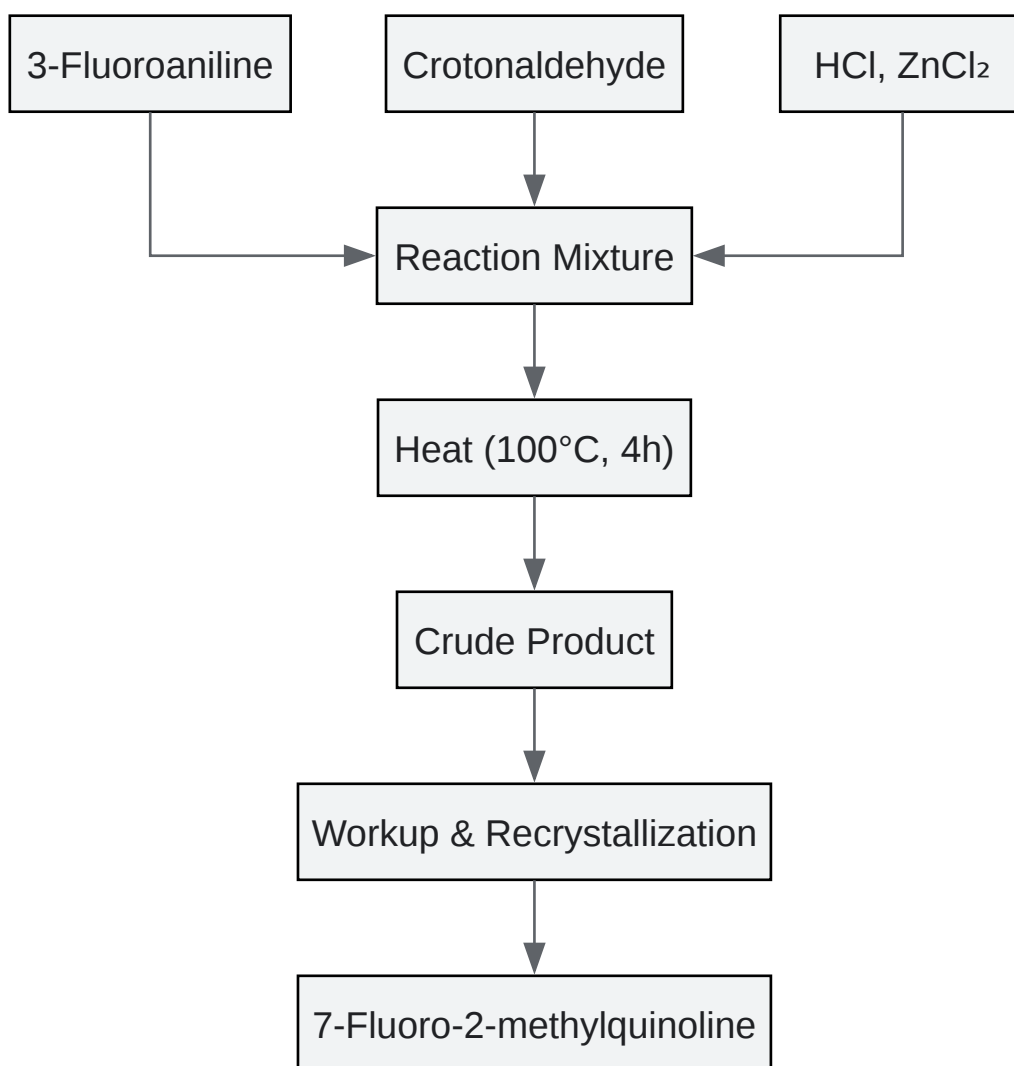 3-Fluoroaniline
Crotonaldehyde
HCl, ZnCl₂
Reaction Mixture
Heat (100°C, 4h)
Crude Product
Workup & Recrystallization
7-Fluoro-2-methylquinoline